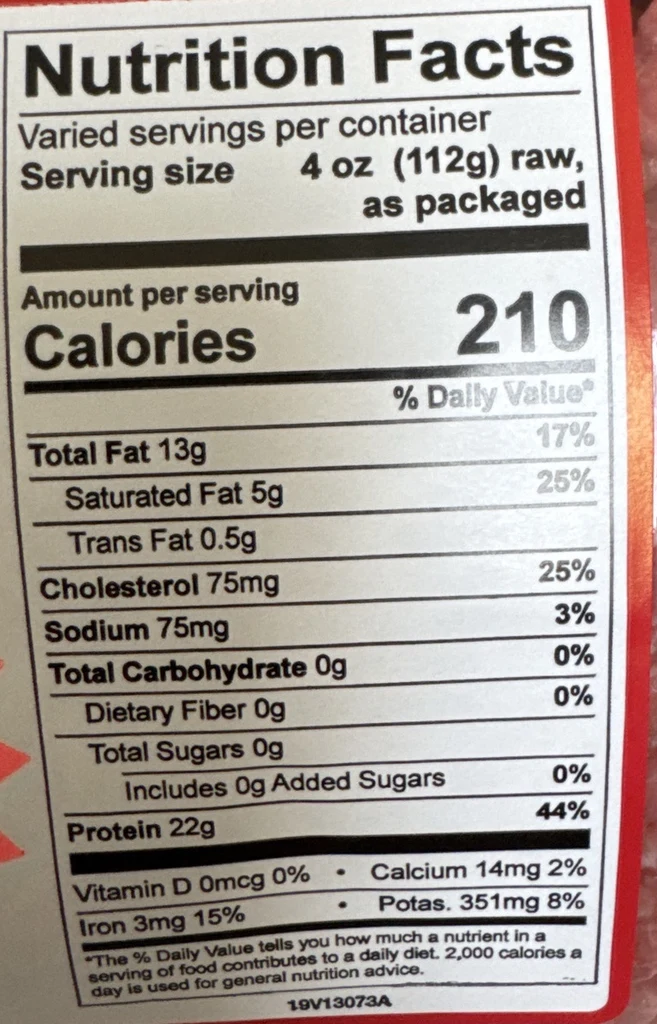 Nutrition Facts
Varied servings per container
Serving size 4 oz (112g) raw,
as packaged
Amount per serving
Calories 210
% Daily Value*
Total Fat 13g 17%
Saturated Fat 5g 25%
Trans Fat 0.5g
Cholesterol 75mg 25%
Sodium 75mg 3%
Total Carbohydrate 0g 0%
Dietary Fiber 0g 0%
Total Sugars 0g
Includes 0g Added Sugars 0%
Protein 22g 44%
Vitamin D 0mcg 0% • Calcium 14mg 2%
Iron 3mg 15% • Potas. 351mg 8%
*The % Daily Value tells you how much a nutrient in a
serving of food contributes to a daily diet. 2,000 calories a
day is used for general nutrition advice.
19V13073A